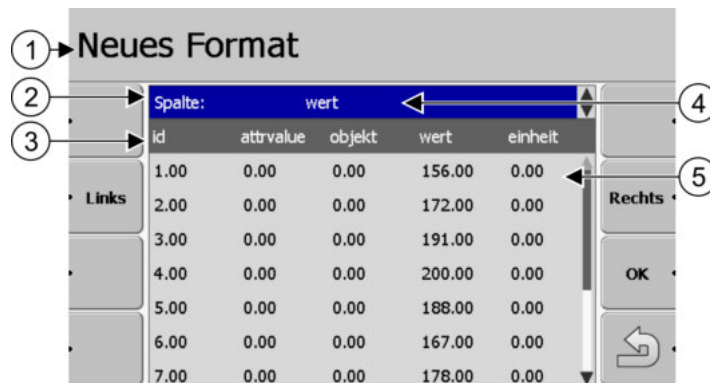 1 Neues Format
2 Spalte: wert 4
3 id attrvalue objekt wert einheit
1.00 0.00 0.00 156.00 0.00 5
Links 2.00 0.00 0.00 172.00 0.00 Rechts
3.00 0.00 0.00 191.00 0.00
4.00 0.00 0.00 200.00 0.00 OK
5.00 0.00 0.00 188.00 0.00
6.00 0.00 0.00 167.00 0.00
7.00 0.00 0.00 178.00 0.00